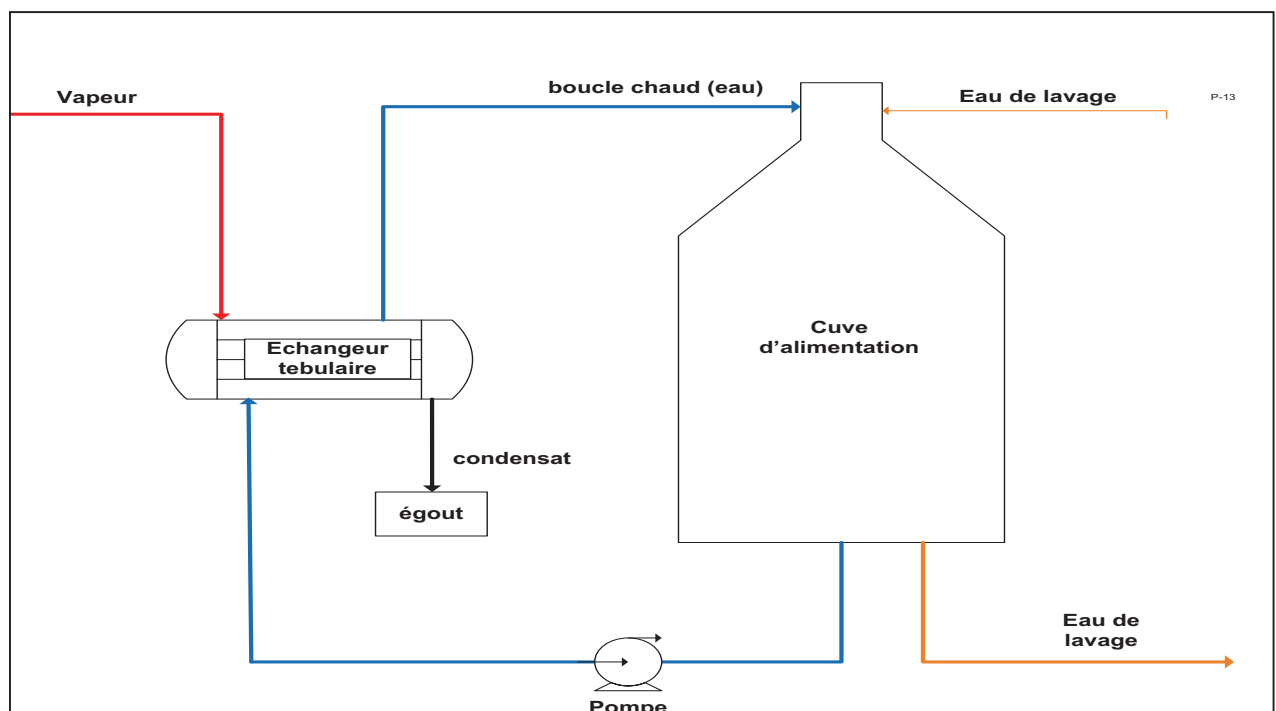 Vapeur
boucle chaud (eau)
Eau de lavage
P-13
Echangeur
tebulaire
Cuve
d'alimentation
condensat
égout
Eau de
lavage
Pompe